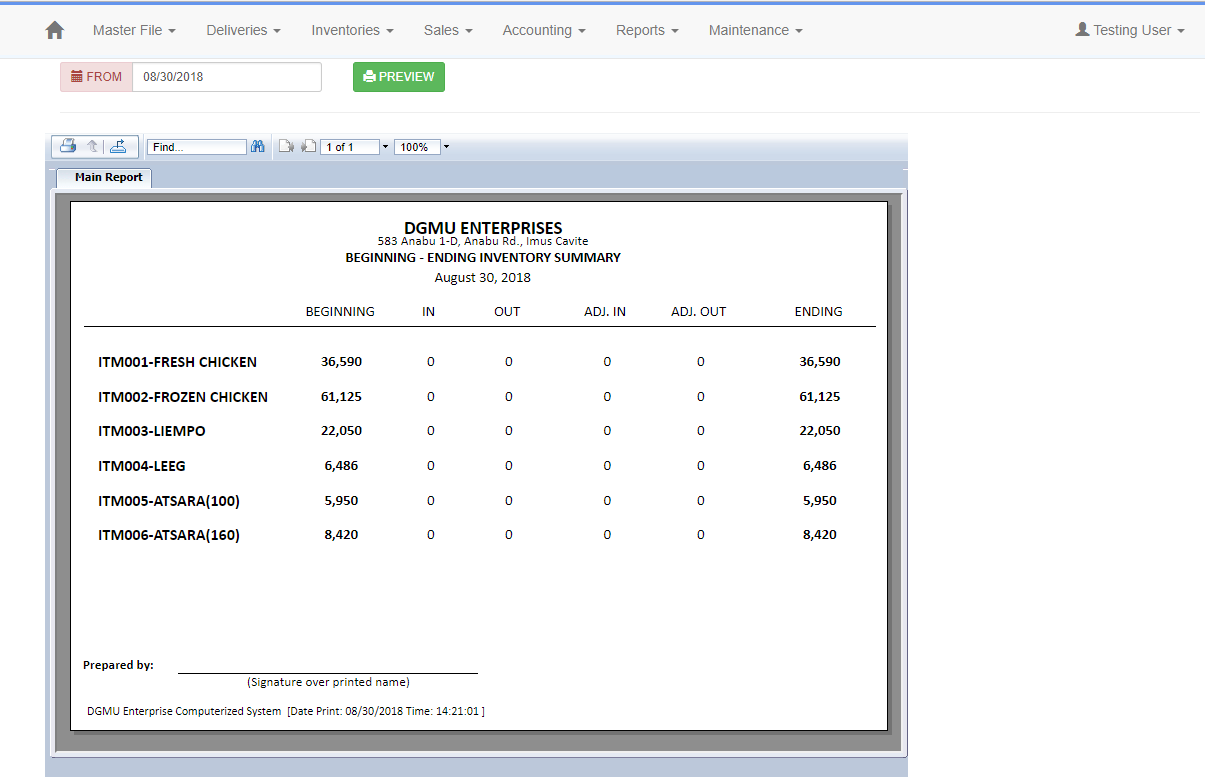 Master File Deliveries Inventories Sales Accounting Reports Maintenance Testing User
FROM 08/30/2018 PREVIEW
Find... 1 of 1 100%
Main Report
DGMU ENTERPRISES
583 Anabu 1-D, Anabu Rd., Imus Cavite
BEGINNING - ENDING INVENTORY SUMMARY
August 30, 2018
BEGINNING IN OUT ADJ. IN ADJ. OUT ENDING
ITM001-FRESH CHICKEN 36,590 0 0 0 0 36,590
ITM002-FROZEN CHICKEN 61,125 0 0 0 0 61,125
ITM003-LIEMPO 22,050 0 0 0 0 22,050
ITM004-LEEG 6,486 0 0 0 0 6,486
ITM005-ATSARA(100) 5,950 0 0 0 0 5,950
ITM006-ATSARA(160) 8,420 0 0 0 0 8,420
Prepared by:
(Signature over printed name)
DGMU Enterprise Computerized System [Date Print: 08/30/2018 Time: 14:21:01 ]